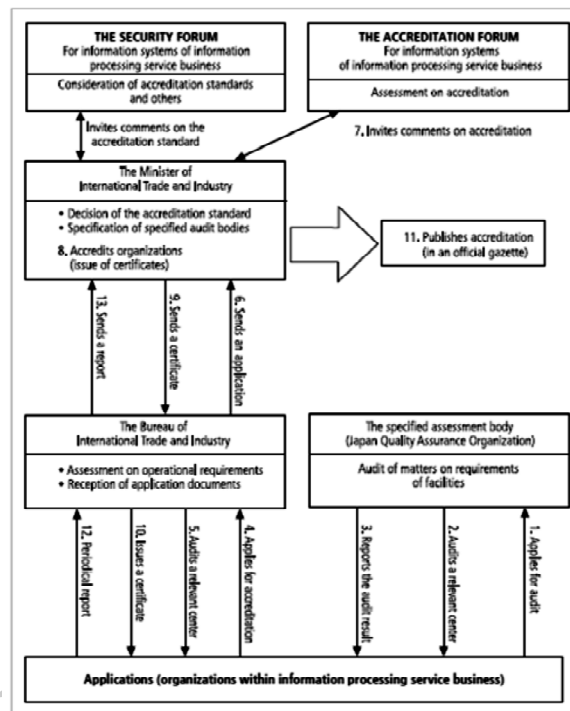 THE SECURITY FORUM
For information systems of information
processing service business
Consideration of accreditation standards
and others
THE ACCREDITATION FORUM
For information systems
of information processing service business
Assessment on accreditation
Invites comments on the
accreditation standard
7. Invites comments on accreditation
The Minister of
International Trade and Industry
• Decision of the accreditation standard
• Specification of specified audit bodies
8. Accredits organizations
(issue of certificates)
11. Publishes accreditation
(in an official gazette)
13. Sends a report
9. Sends a certificate
6. Sends an application
The Bureau of
International Trade and Industry
• Assessment on operational requirements
• Reception of application documents
The specified assessment body
(Japan Quality Assurance Organization)
Audit of matters on requirements
of facilities
12. Periodical report
10. Issues a certificate
5. Audits a relevant center
4. Applies for accreditation
3. Reports the audit result
2. Audits a relevant center
1. Applies for audit
Applications (organizations within information processing service business)